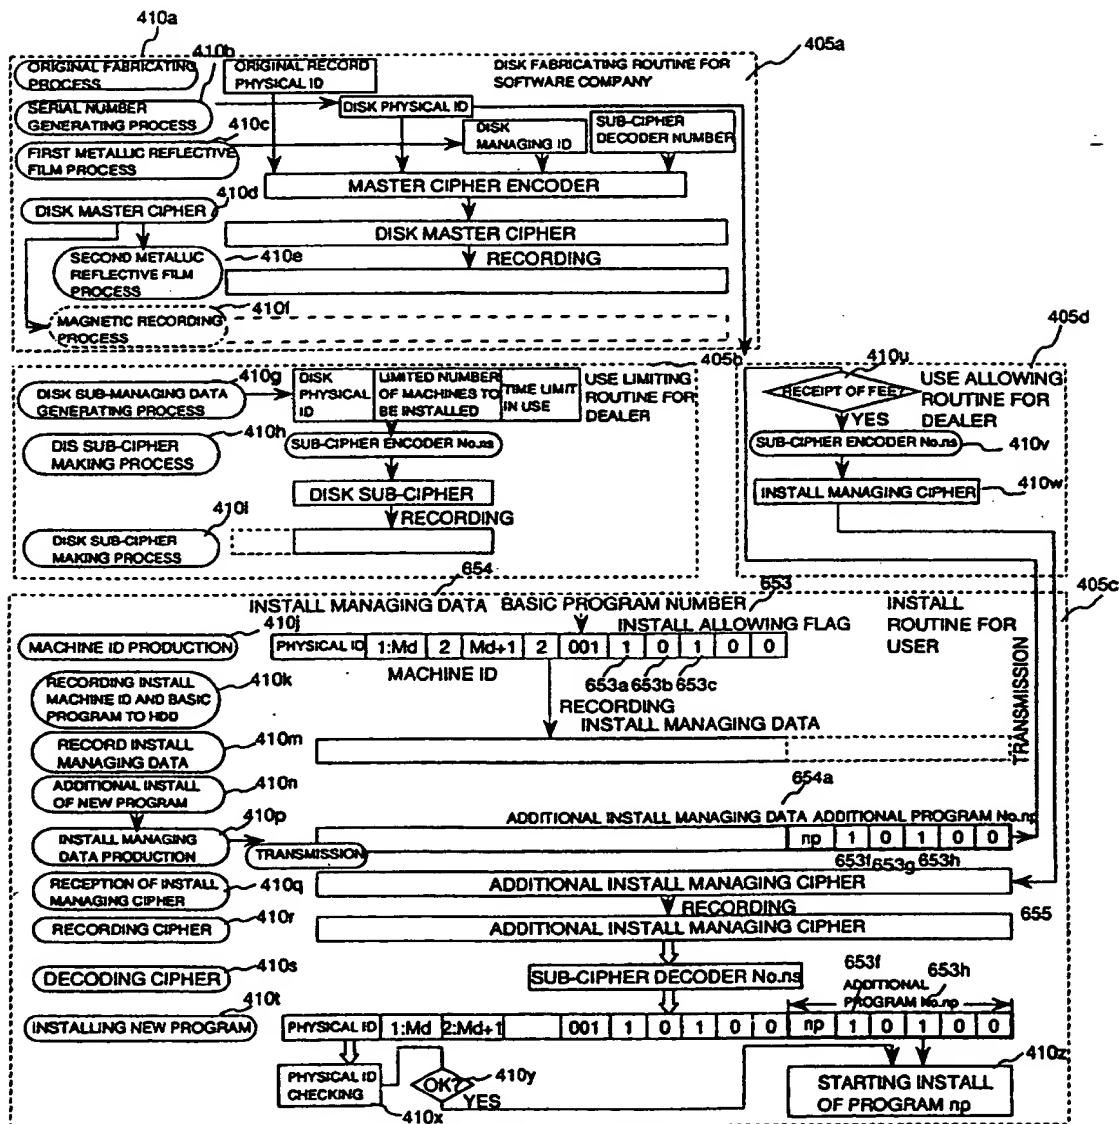 410a
405a
410b
ORIGINAL FABRICATING
PROCESS
ORIGINAL RECORD
PHYSICAL ID
DISK FABRICATING ROUTINE FOR
SOFTWARE COMPANY
SERIAL NUMBER
GENERATING PROCESS
DISK PHYSICAL ID
410c
DISK
MANAGING ID
SUB-CIPHER
DECODER NUMBER
FIRST METALLIC REFLECTIVE
FILM PROCESS
MASTER CIPHER ENCODER
410d
DISK MASTER CIPHER
DISK MASTER CIPHER
SECOND METALLIC
REFLECTIVE FILM
PROCESS
410e
RECORDING
410f
MAGNETIC RECORDING
PROCESS
405d
405b
410u
410g
DISK SUB-MANAGING DATA
GENERATING PROCESS
DISK
PHYSICAL
ID
LIMITED NUMBER
OF MACHINES TO
BE INSTALLED
TIME LIMIT
IN USE
USE LIMITING
ROUTINE FOR
DEALER
RECEIPT OF FEE?
USE ALLOWING
ROUTINE FOR
DEALER
YES
410h
DIS SUB-CIPHER
MAKING PROCESS
SUB-CIPHER ENCODER No.ns
SUB-CIPHER ENCODER No.ns
410v
DISK SUB-CIPHER
INSTALL MANAGING CIPHER
410w
410i
RECORDING
DISK SUB-CIPHER
MAKING PROCESS
654
405c
INSTALL MANAGING DATA
BASIC PROGRAM NUMBER
653
INSTALL
ROUTINE FOR
USER
410j
INSTALL ALLOWING FLAG
MACHINE ID PRODUCTION
PHYSICAL ID 1:Md 2 Md+1 2 001 1 0 1 0 0
MACHINE ID
653a 653b 653c
RECORDING INSTALL
MACHINE ID AND BASIC
PROGRAM TO HDD
410k
RECORDING
INSTALL MANAGING DATA
TRANSMISSION
RECORD INSTALL
MANAGING DATA
410m
ADDITIONAL INSTALL
OF NEW PROGRAM
410n
654a
ADDITIONAL INSTALL MANAGING DATA ADDITIONAL PROGRAM No.np
410p
INSTALL MANAGING
DATA PRODUCTION
TRANSMISSION
np 1 0 1 0 0
653f 653g 653h
RECEPTION OF INSTALL
MANAGING CIPHER
410q
ADDITIONAL INSTALL MANAGING CIPHER
RECORDING
RECORDING CIPHER
410r
ADDITIONAL INSTALL MANAGING CIPHER
655
DECODING CIPHER
410s
SUB-CIPHER DECODER No.ns
653f
653h
ADDITIONAL
PROGRAM No.np
410t
INSTALLING NEW PROGRAM
PHYSICAL ID 1:Md 2:Md+1 001 1 0 1 0 0 np 1 0 1 0 0
PHYSICAL ID
CHECKING
OK?
410y
YES
410x
410z
STARTING INSTALL
OF PROGRAM np